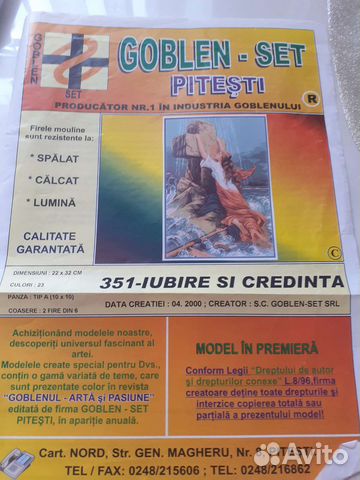 GOBLEN
SET
GOBLEN - SET
PITEŞTI
PRODUCĂTOR NR.1 ÎN INDUSTRIA GOBLENULUI
R
Firele mouline
sunt rezistente la:
* SPĂLAT
* CĂLCAT
* LUMINĂ
CALITATE
GARANTATĂ
C
DIMENSIUNI : 22 x 32 CM
CULORI : 23
351-IUBIRE SI CREDINTA
PANZA : TIP A (10 x 10)
COASERE : 2 FIRE DIN 6
DATA CREATIEI : 04. 2000 ; CREATOR : S.C. GOBLEN-SET SRL
Achiziţionând modelele noastre,
descoperiţi universul fascinant al
artei.
Modelele create special pentru Dvs.,
conţin o gamă variată de teme, care
sunt prezentate color în revista
"GOBLENUL - ARTĂ şi PASIUNE"
editată de firma GOBLEN - SET
PITEŞTI, în apariţie anuală.
MODEL ÎN PREMIERĂ
Conform Legii "Dreptului de autor
şi drepturilor conexe" L.8/96,firma
creatoare deţine toate drepturile şi
interzice copierea totală sau
parţială a prezentului model!
Cart. NORD, Str. GEN. MAGHERU, Nr. 8, PITEŞTI
TEL / FAX: 0248/215606 ; TEL: 0248/216862
Avito